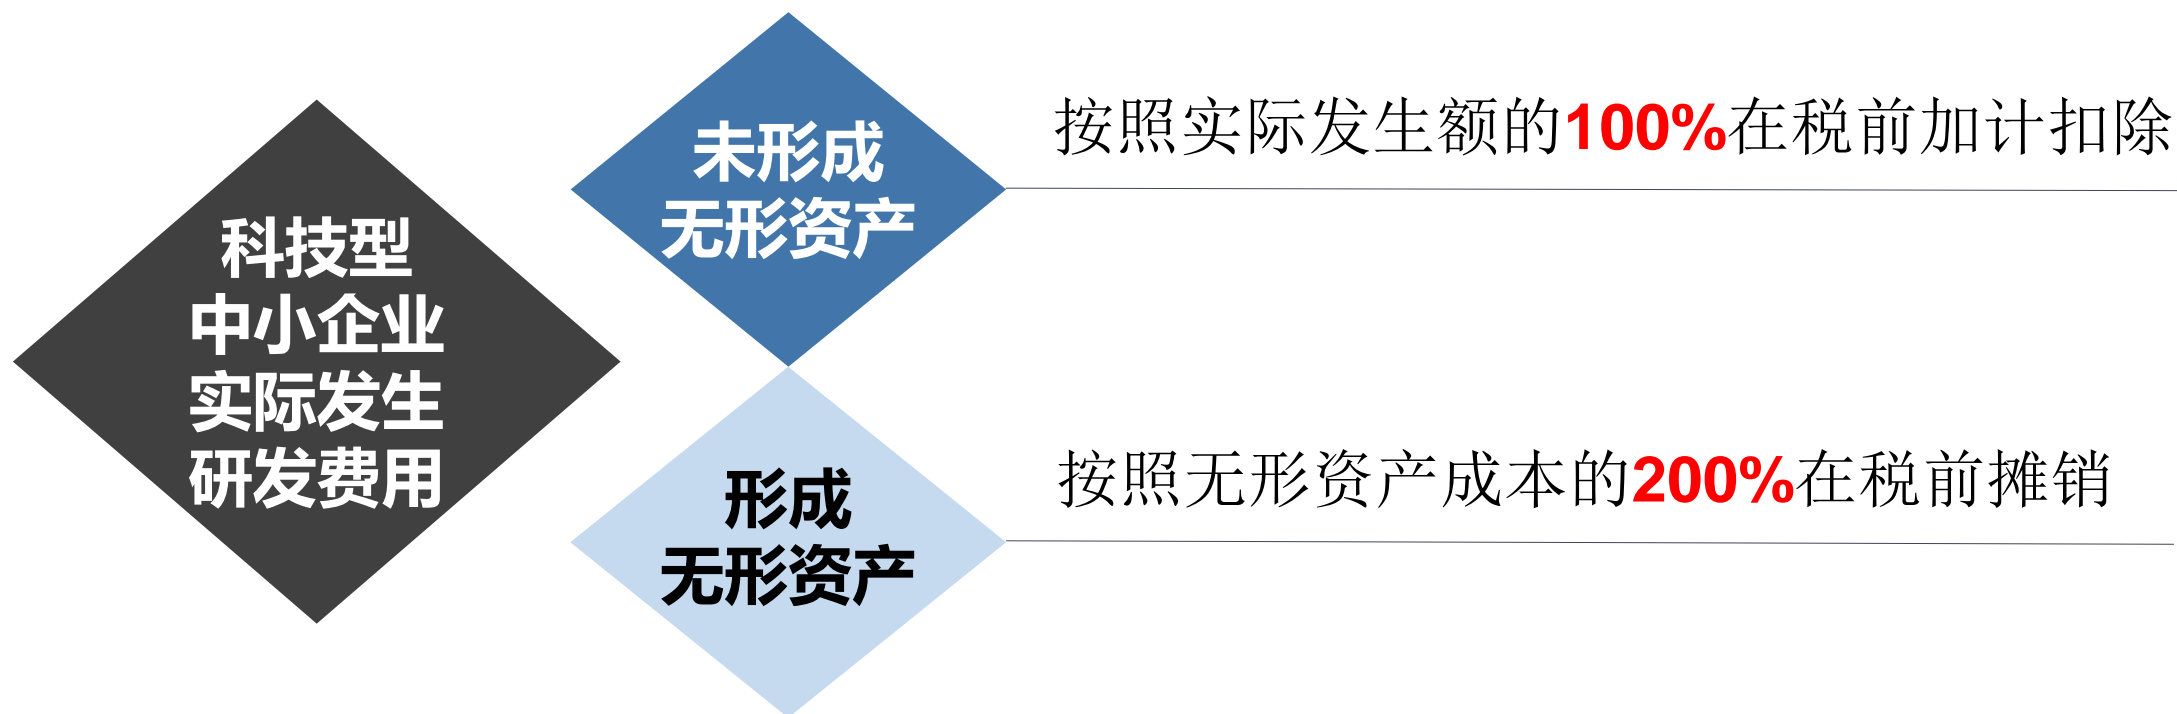 科技型
中小企业
实际发生
研发费用
未形成
无形资产
按照实际发生额的100%在税前加计扣除
形成
无形资产
按照无形资产成本的200%在税前摊销